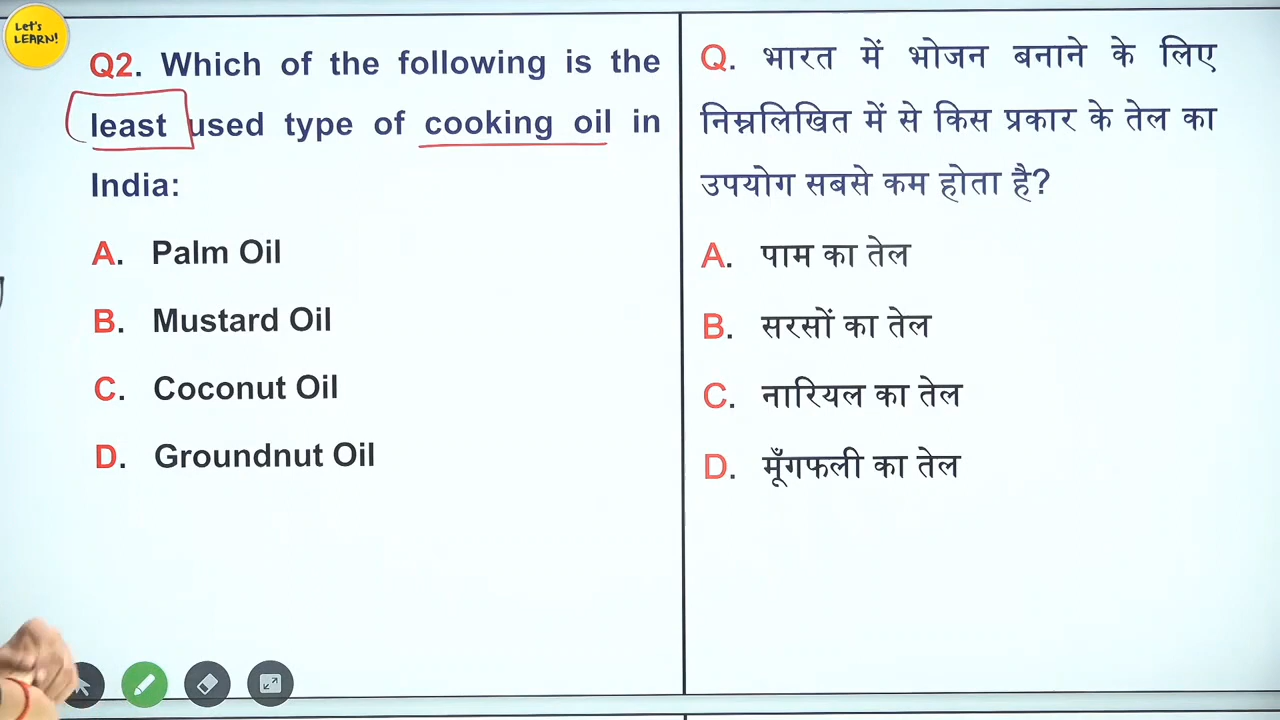 Let's
LEARN!
Q2. Which of the following is the
least used type of cooking oil in
India:
A. Palm Oil
B. Mustard Oil
C. Coconut Oil
D. Groundnut Oil
Q. भारत में भोजन बनाने के लिए
निम्नलिखित में से किस प्रकार के तेल का
उपयोग सबसे कम होता है?
A. पाम का तेल
B. सरसों का तेल
C. नारियल का तेल
D. मूँगफली का तेल